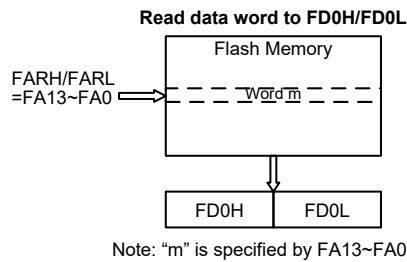 Read data word to FD0H/FD0L
Flash Memory
FARH/FARL
=FA13~FA0
Word m
FD0H
FD0L
Note: “m” is specified by FA13~FA0